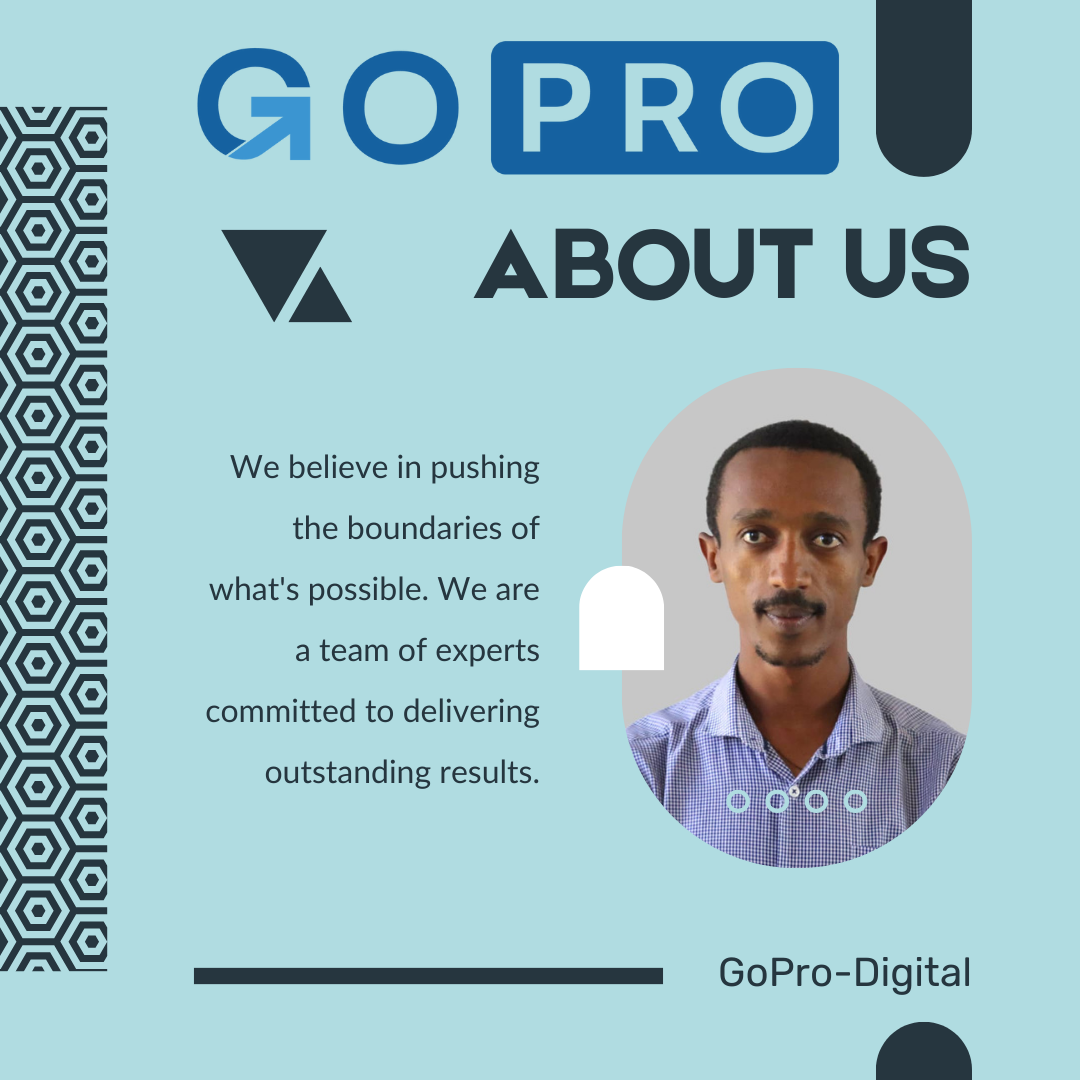 GO PRO
ABOUT US
We believe in pushing
the boundaries of
what's possible. We are
a team of experts
committed to delivering
outstanding results.
GoPro-Digital